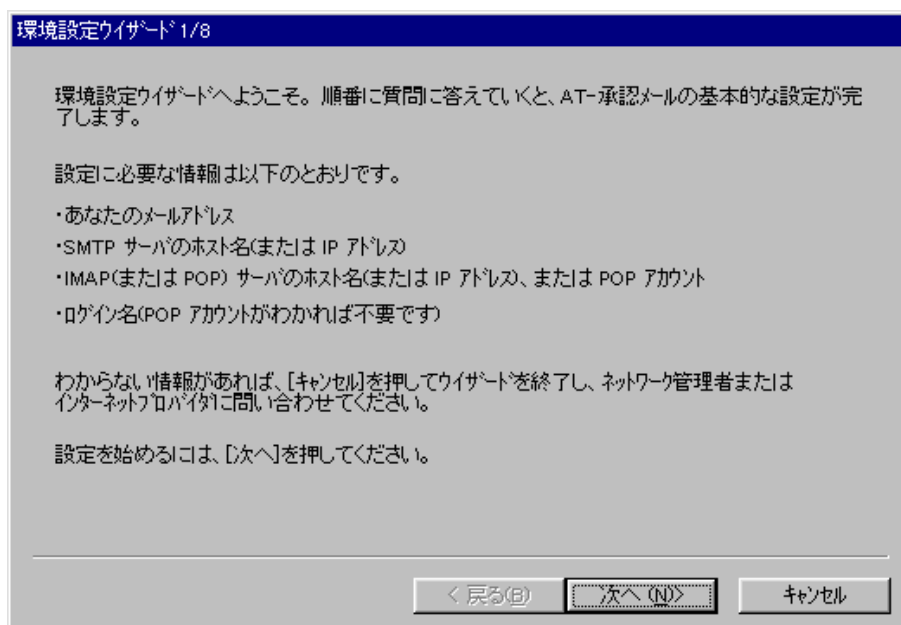 環境設定ウイザード 1/8
環境設定ウイザードへようこそ。順番に質問に答えていくと、AT-承認メールの基本的な設定が完
了します。
設定に必要な情報は以下のとおりです。
・あなたのメールアドレス
・SMTP サーバのホスト名(または IP アドレス)
・IMAP(または POP) サーバのホスト名(または IP アドレス)、または POP アカウント
・ログイン名(POP アカウントがわかれば不要です)
わからない情報があれば、[キャンセル]を押してウイザードを終了し、ネットワーク管理者または
インターネットプロバイダに問い合わせてください。
設定を始めるには、[次へ]を押してください。
< 戻る(B)
次へ (N)>
キャンセル